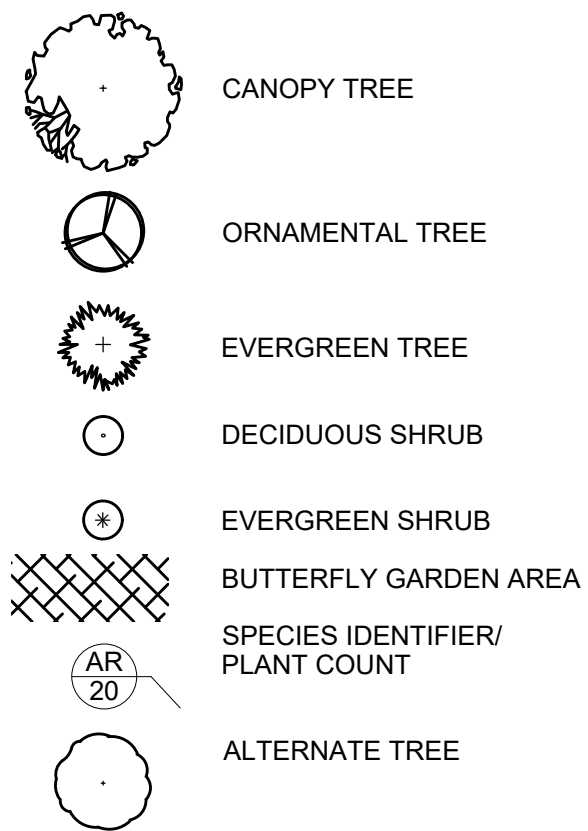 CANOPY TREE
ORNAMENTAL TREE
EVERGREEN TREE
DECIDUOUS SHRUB
EVERGREEN SHRUB
BUTTERFLY GARDEN AREA
AR
20
SPECIES IDENTIFIER/
PLANT COUNT
ALTERNATE TREE